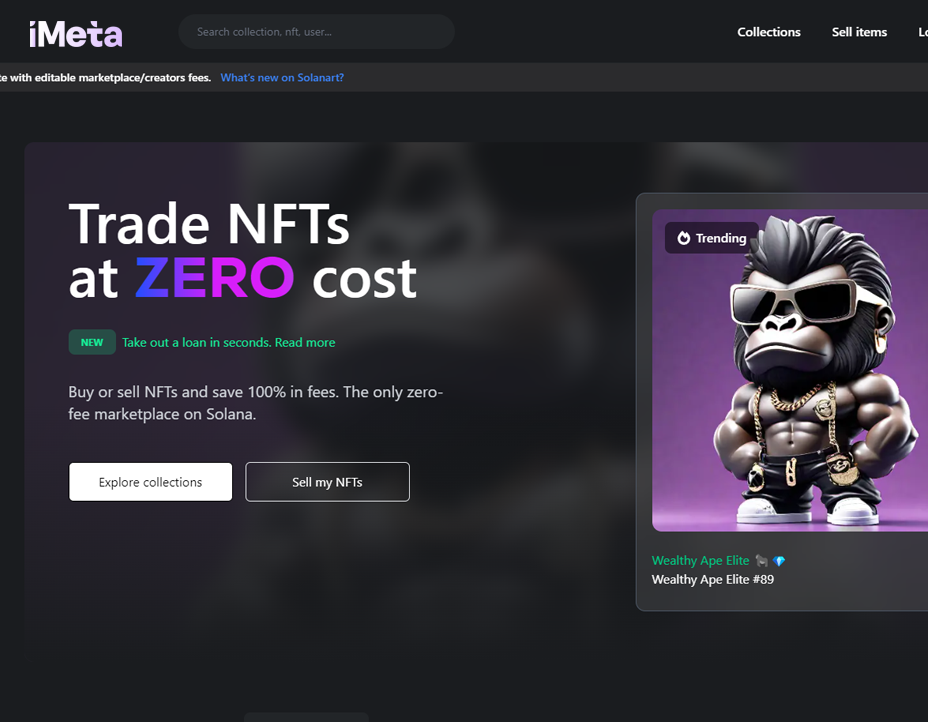 iMeta
Search collection, nft, user...
Collections
Sell items
with editable marketplace/creators fees. What's new on Solanart?
Trade NFTs
at ZERO cost
NEW Take out a loan in seconds. Read more
Buy or sell NFTs and save 100% in fees. The only zero-
fee marketplace on Solana.
Explore collections
Sell my NFTs
Trending
Wealthy Ape Elite 🦍 💎
Wealthy Ape Elite #89